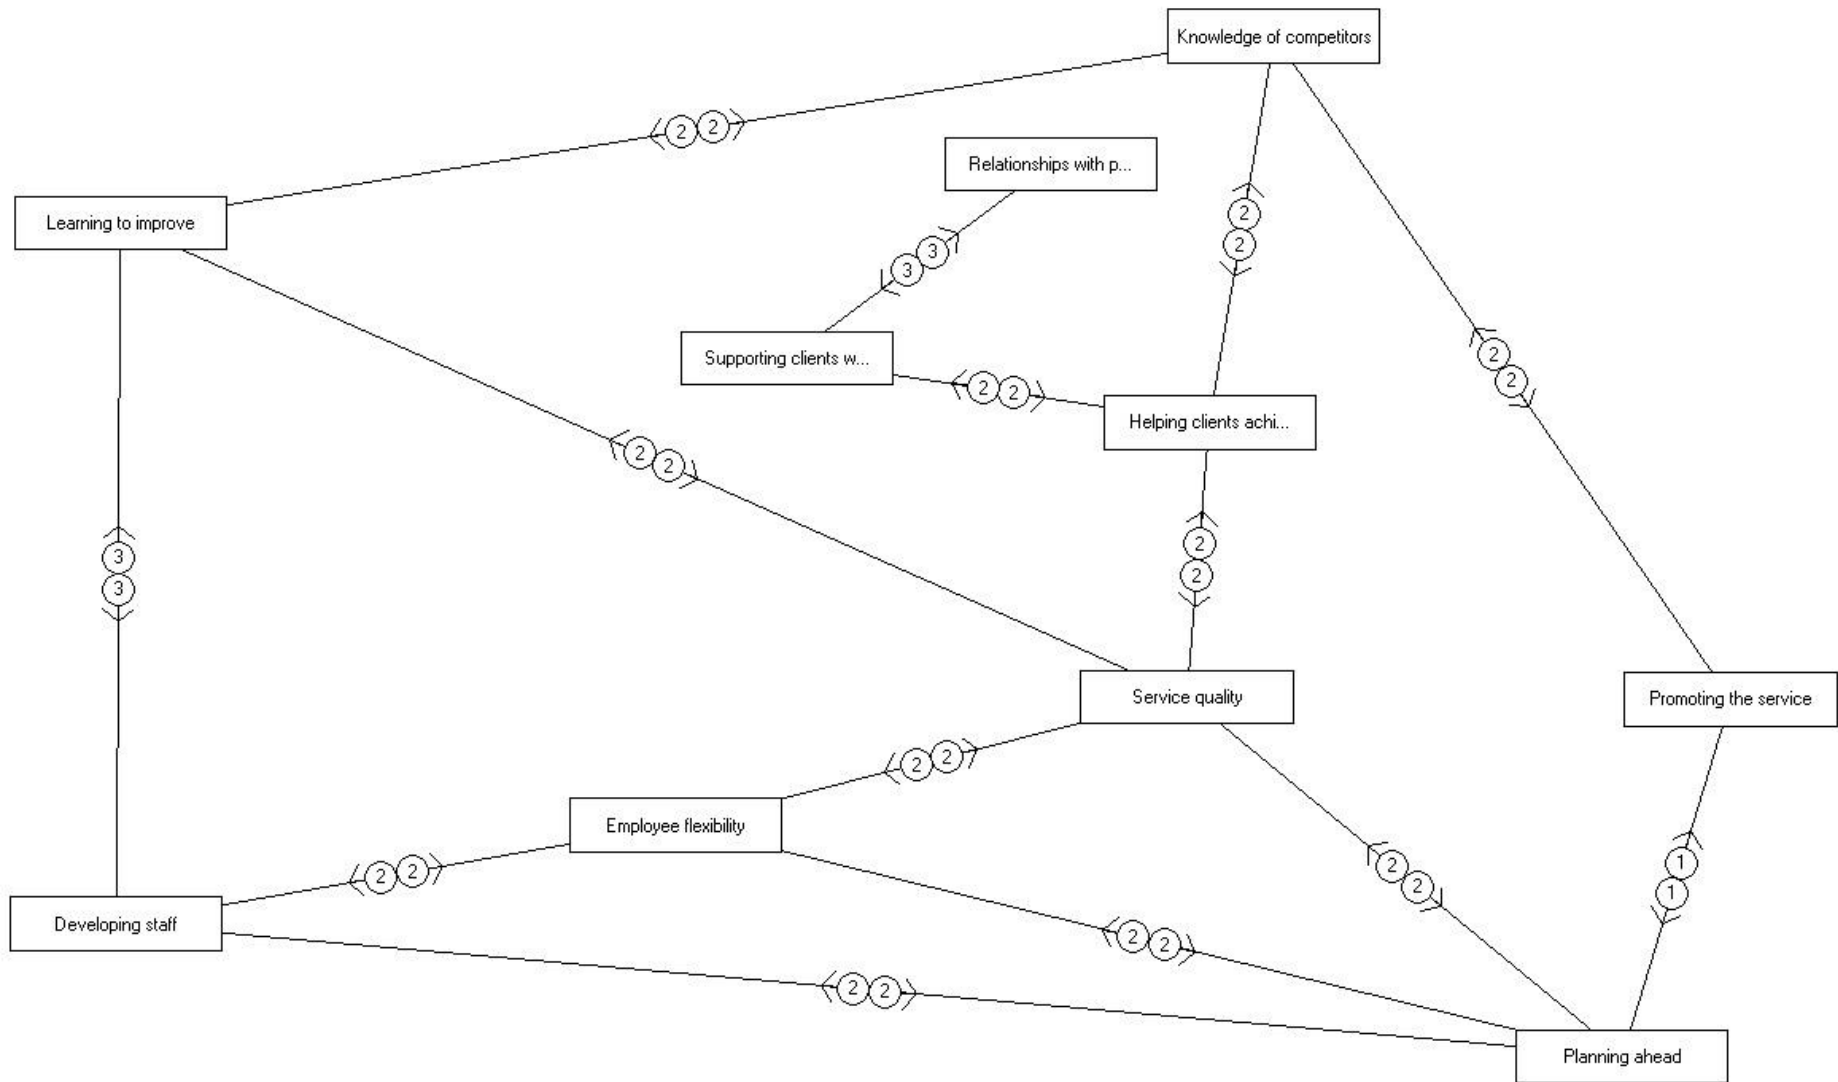 Knowledge of competitors
2 2
Relationships with p...
Learning to improve
2
2
3 3
Supporting clients w...
2 2
2
2
Helping clients achi...
2 2
2
2
3
3
Service quality
Promoting the service
2 2
Employee flexibility
2 2
1
1
2 2
Developing staff
2 2
2 2
Planning ahead